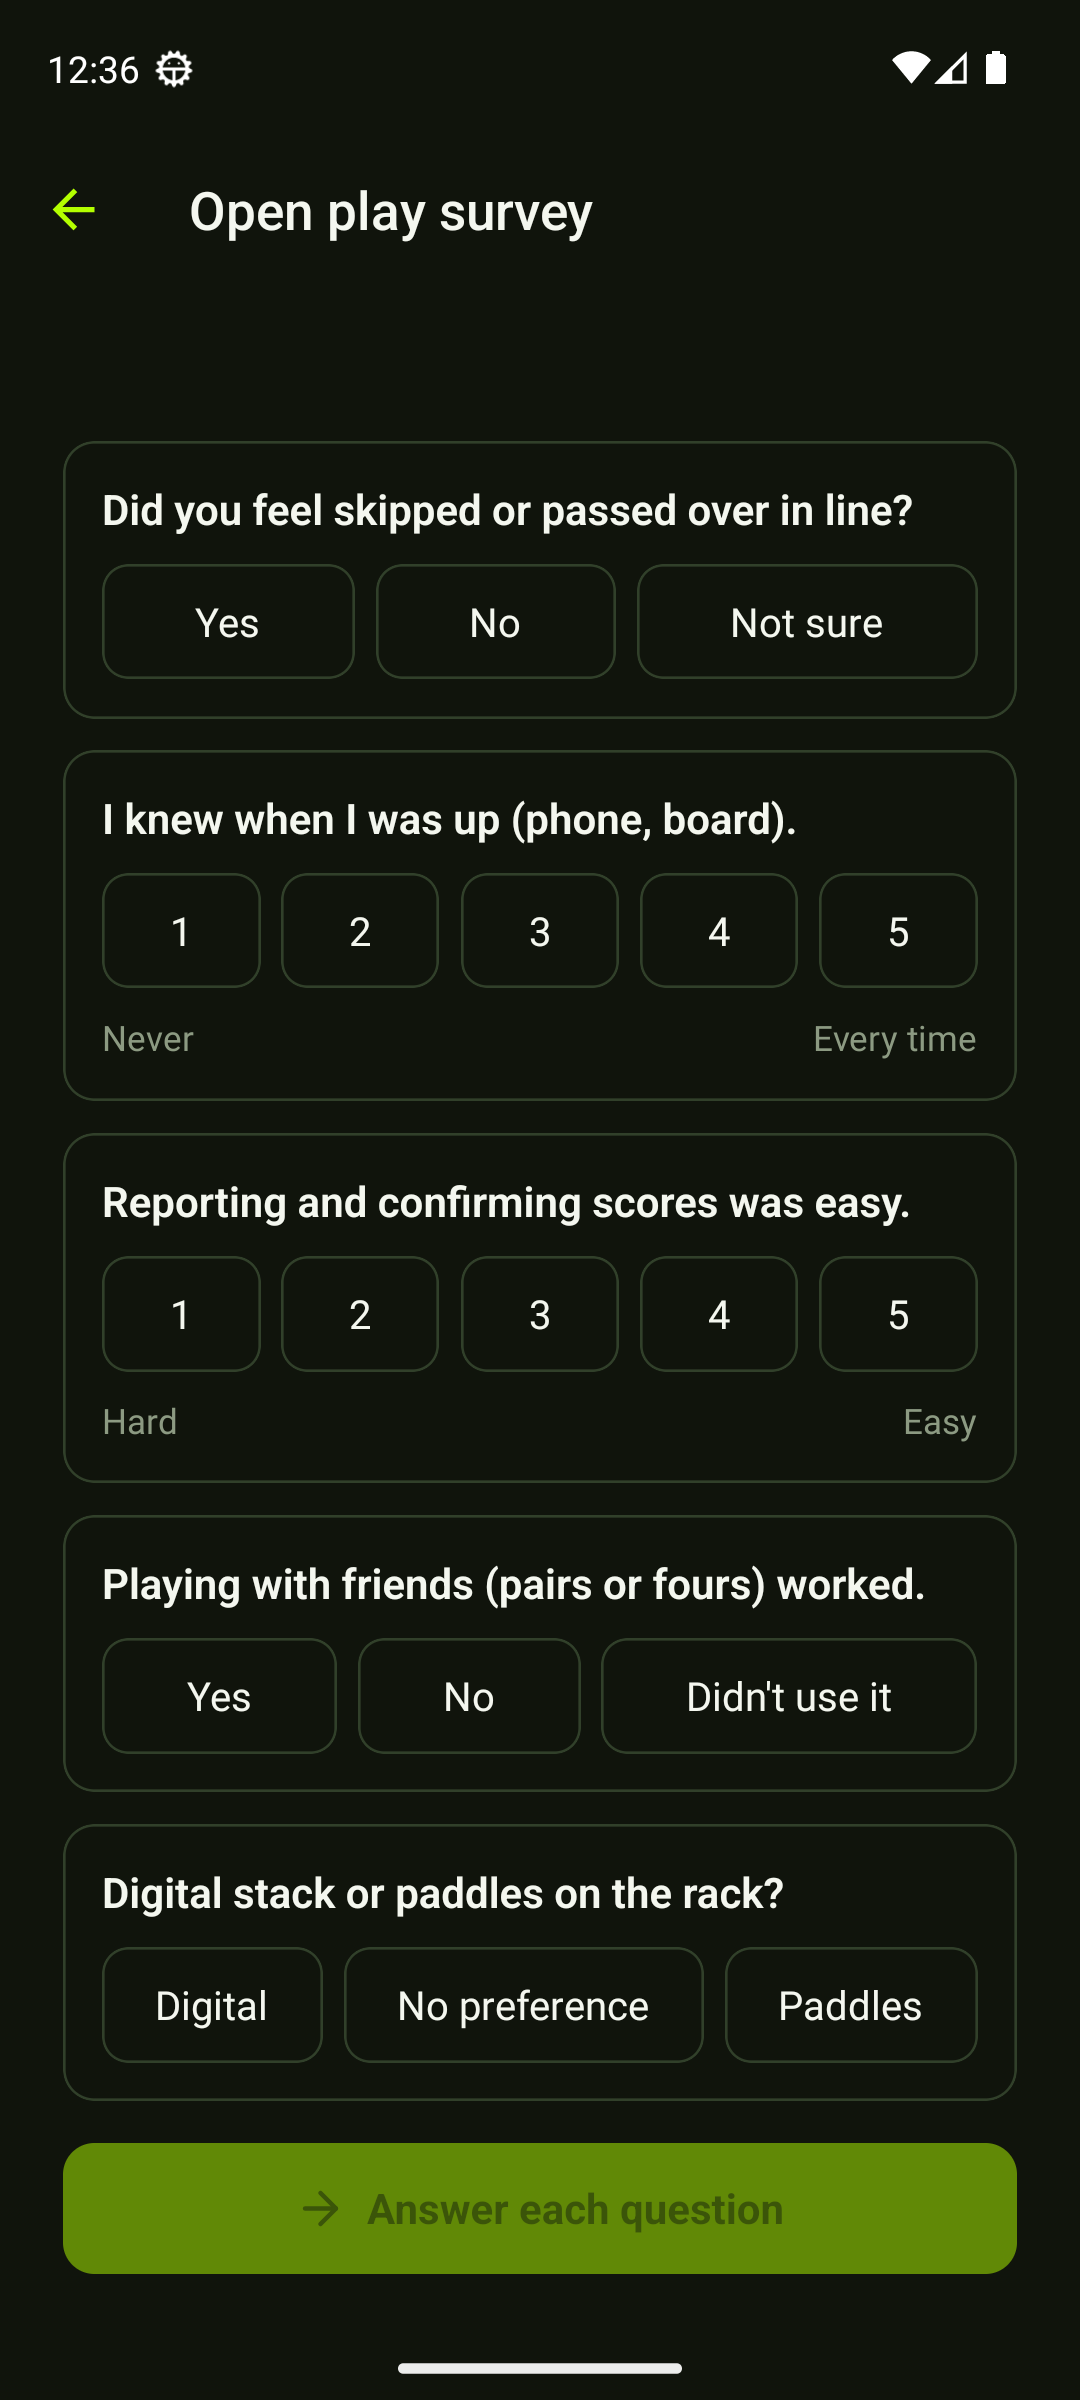 12:36
Open play survey
Did you feel skipped or passed over in line?
Yes No Not sure
I knew when I was up (phone, board).
1 2 3 4 5
Never Every time
Reporting and confirming scores was easy.
1 2 3 4 5
Hard Easy
Playing with friends (pairs or fours) worked.
Yes No Didn't use it
Digital stack or paddles on the rack?
Digital No preference Paddles
Answer each question